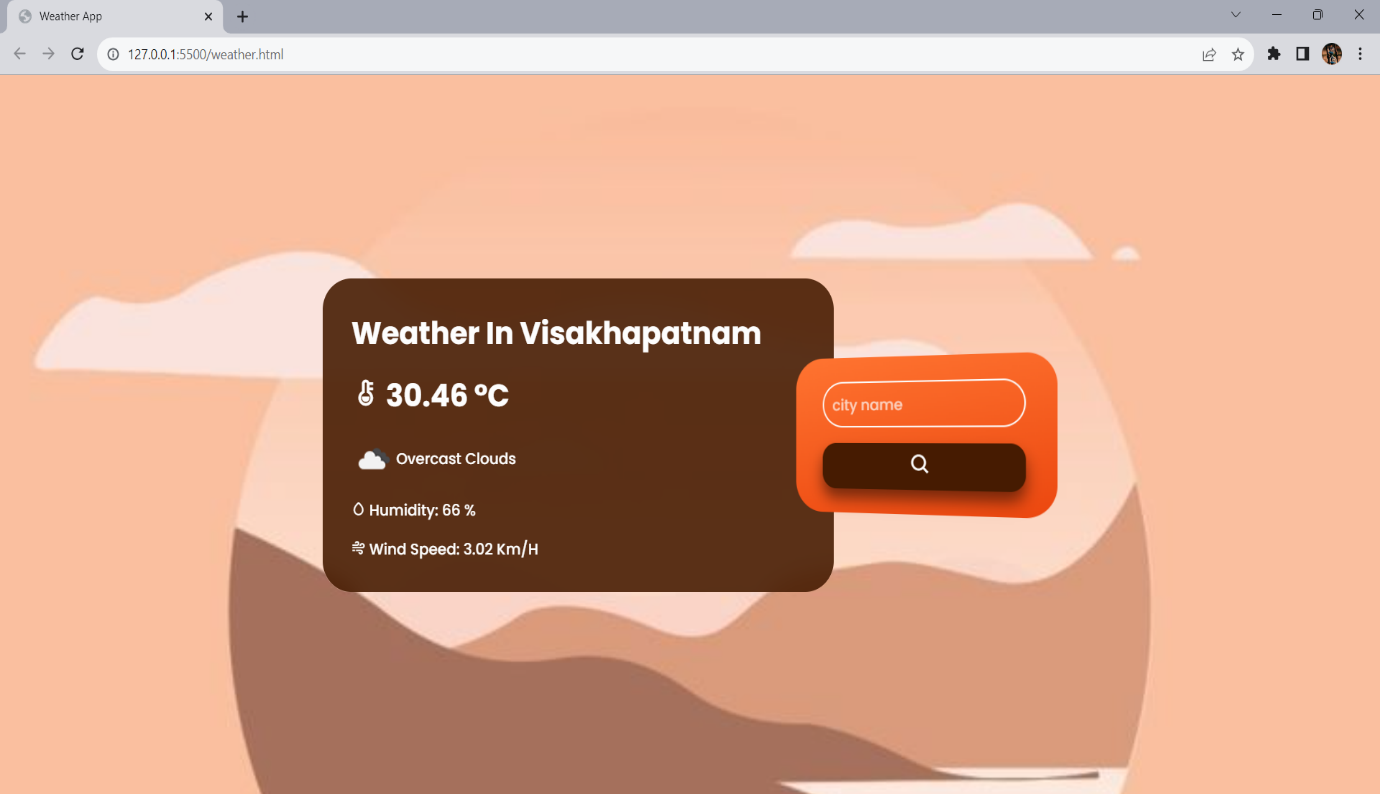 Weather App
127.0.0.1:5500/weather.html
Weather In Visakhapatnam
30.46 °C
Overcast Clouds
Humidity: 66 %
Wind Speed: 3.02 Km/H
city name